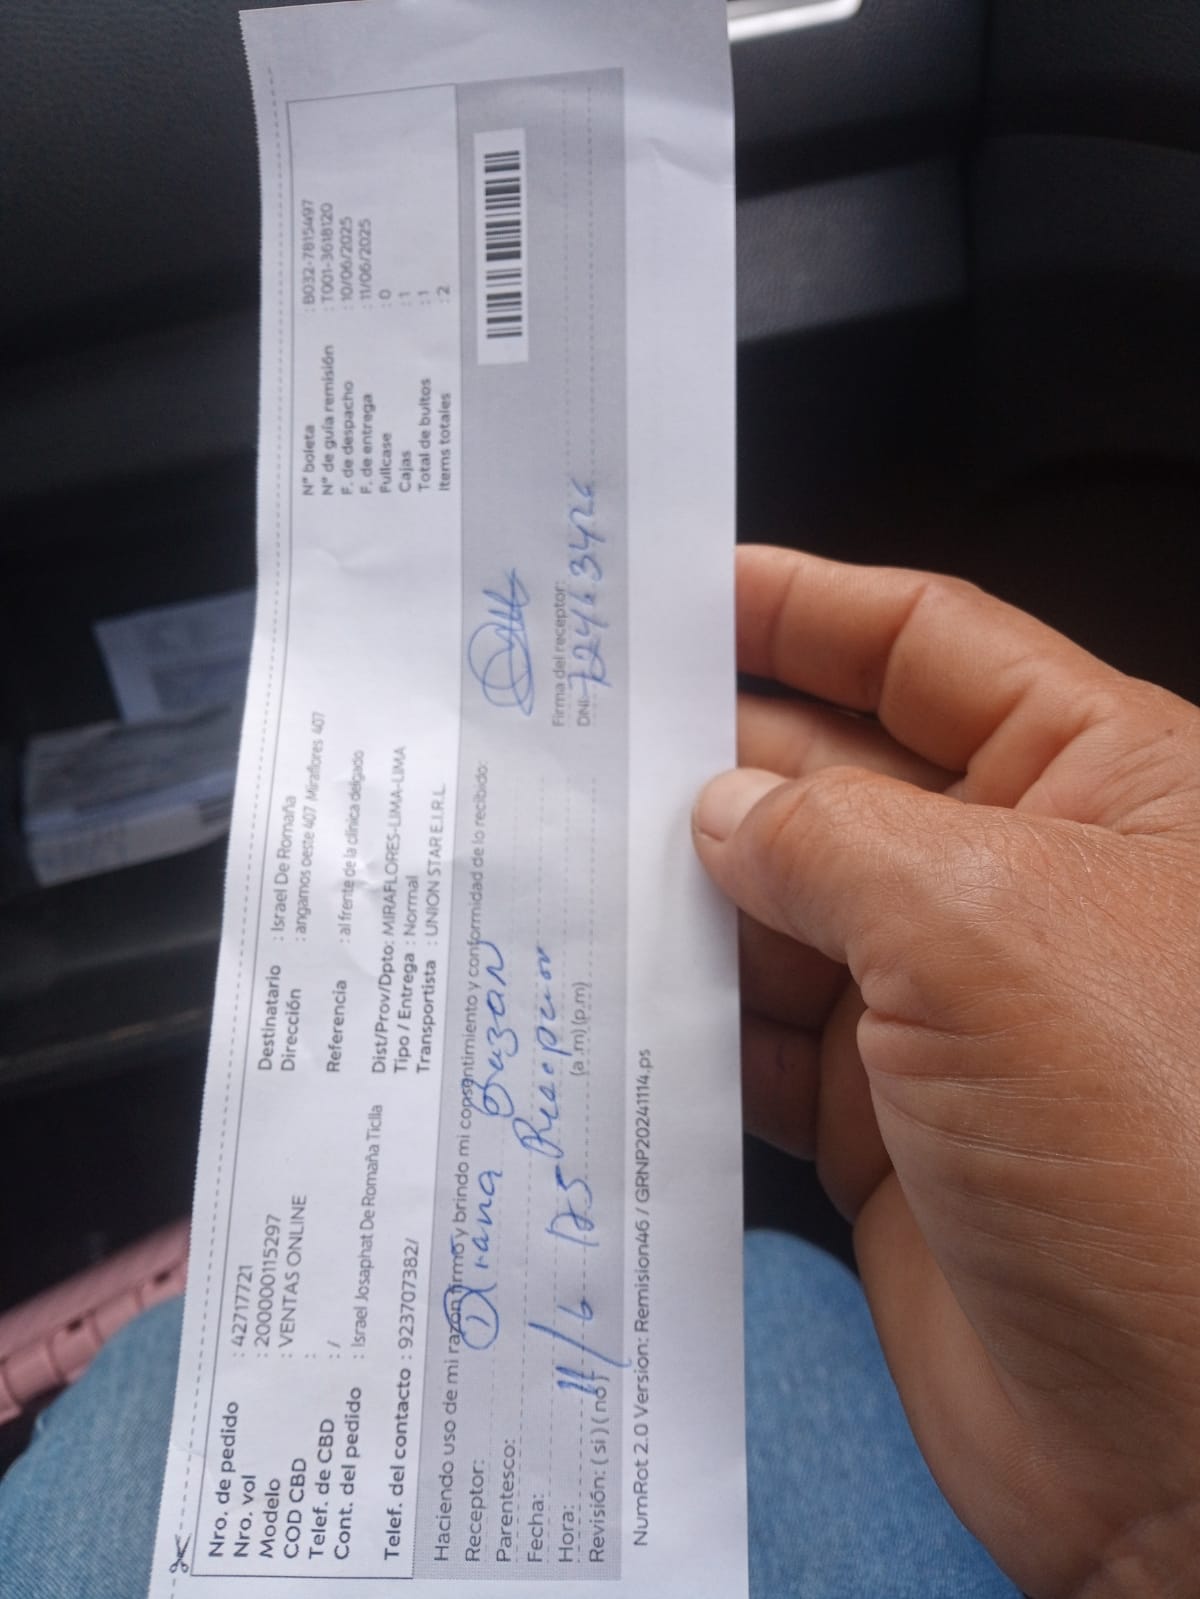 Nro. de pedido : 42717721
Nro. vol : 200000115297
Modelo : VENTAS ONLINE
COD CBD :
Telef. de CBD : /
Cont. del pedido : Israel Josaphat De Romaña Ticlla
Telef. del contacto : 923707382/
Destinatario : Israel De Romaña
Dirección : angamos oeste 407 Miraflores 407
Referencia : al frente de la clínica delgado
Dist/Prov/Dpto: MIRAFLORES-LIMA-LIMA
Tipo / Entrega : Normal
Transportista : UNION STAR E.I.R.L.
N° boleta : B032-7815497
N° de guía remisión : T001-3618120
F. de despacho : 10/06/2025
F. de entrega : 11/06/2025
Fullcase : 0
Cajas : 1
Total de bultos : 1
Items totales : 2
Haciendo uso de mi razón firmo y brindo mi consentimiento y conformidad de lo recibido:
Receptor: Diana Bazan
Parentesco:
Fecha: 11/6
Hora: (a.m) (p.m)
Revisión: ( si ) ( no )
Firma del receptor:
DNI: 72463426
NumRot 2.0 Version: Remision46 / GRNP20241114.ps